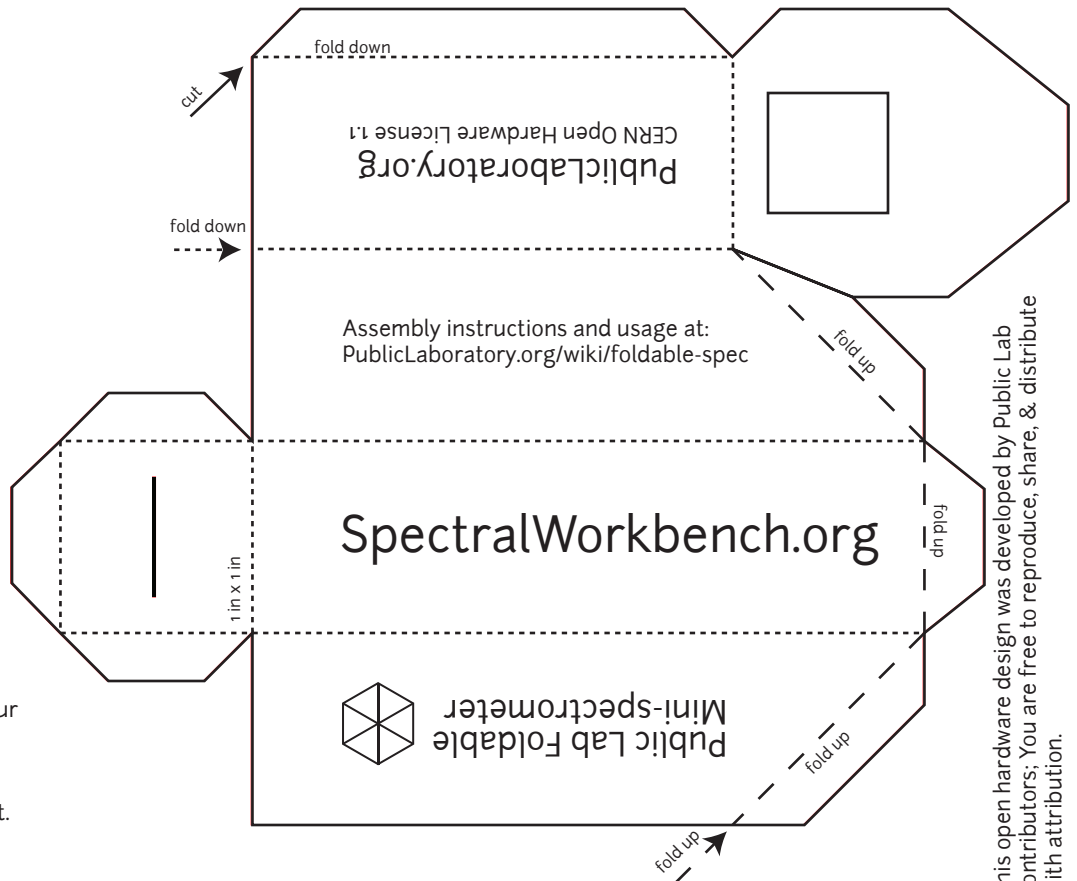 fold down
cut
CERN Open Hardware License 1.1
PublicLaboratory.org
fold down
Assembly instructions and usage at:
PublicLaboratory.org/wiki/foldable-spec
fold up
SpectralWorkbench.org
fold up
1 in x 1 in
Public Lab Foldable
Mini-spectrometer
fold up
fold up
ur
t.
his open hardware design was developed by Public Lab
ontributors; You are free to reproduce, share, & distribute
ith attribution.